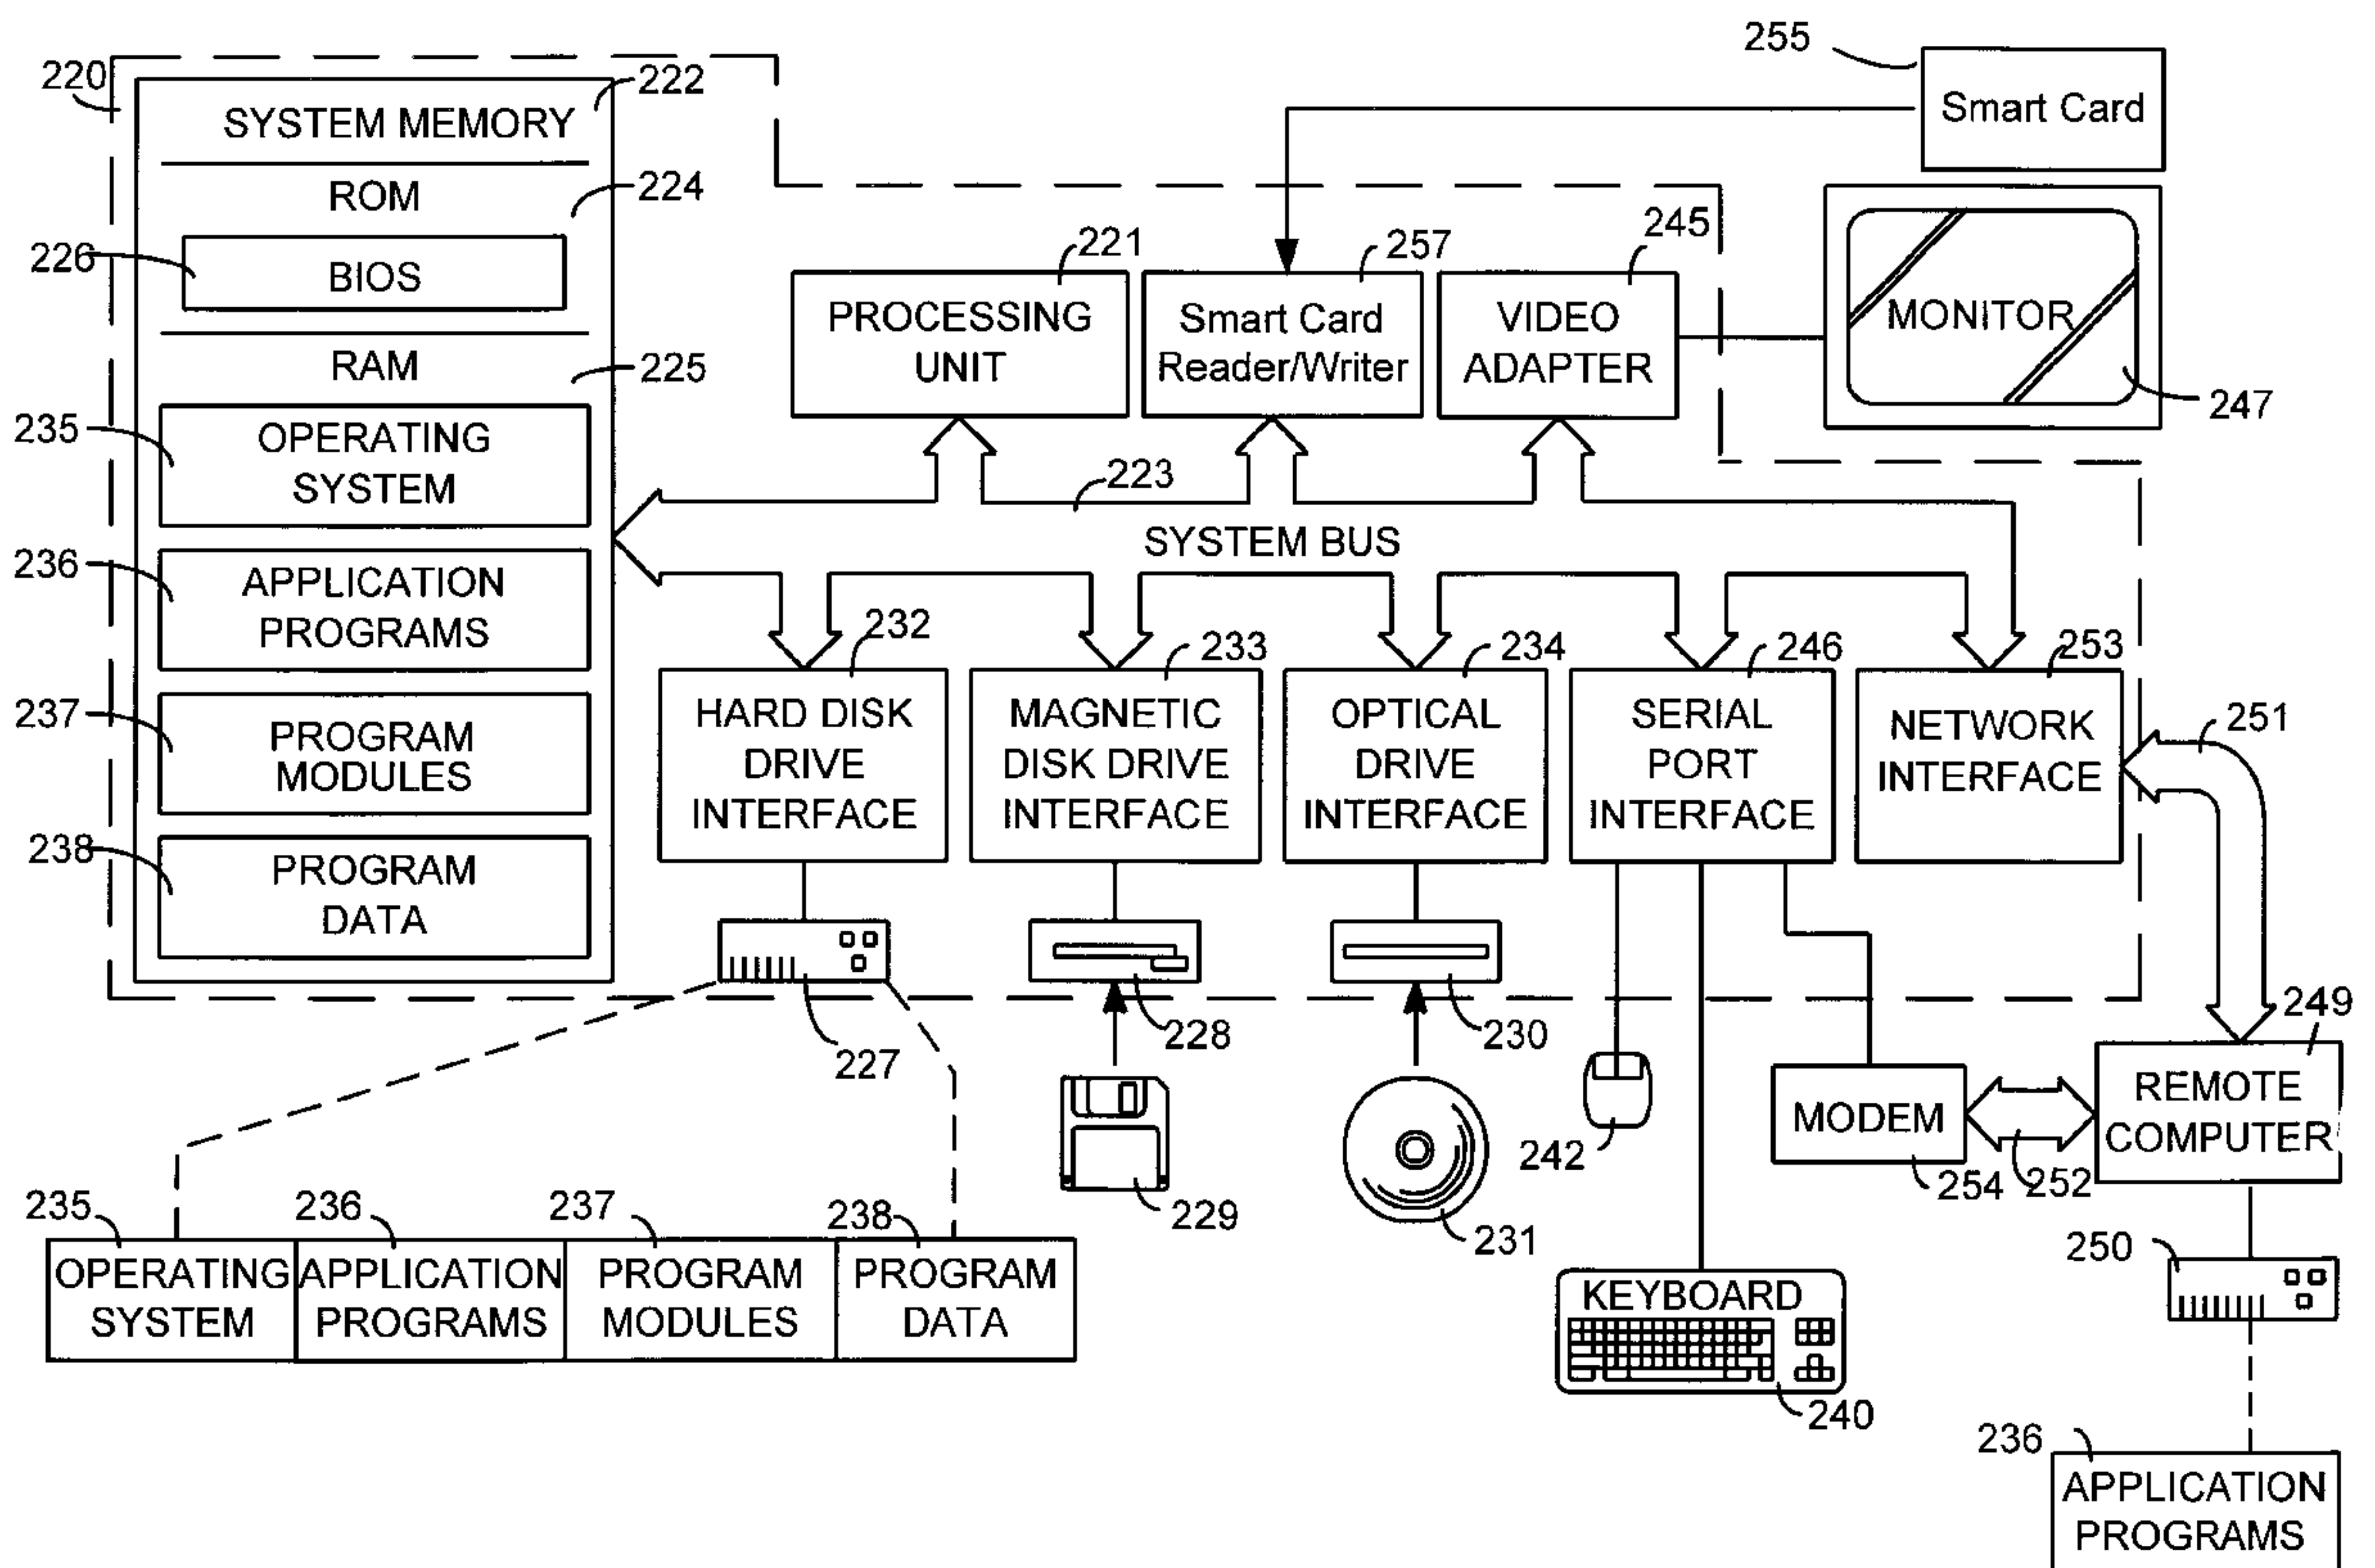 255
Smart Card
220
222
SYSTEM MEMORY
ROM
224
226
BIOS
RAM
225
235
OPERATING
SYSTEM
236
APPLICATION
PROGRAMS
237
PROGRAM
MODULES
238
PROGRAM
DATA
221
PROCESSING
UNIT
257
Smart Card
Reader/Writer
245
VIDEO
ADAPTER
MONITOR
247
223
SYSTEM BUS
232
HARD DISK
DRIVE
INTERFACE
233
MAGNETIC
DISK DRIVE
INTERFACE
234
OPTICAL
DRIVE
INTERFACE
246
SERIAL
PORT
INTERFACE
253
NETWORK
INTERFACE
251
227
228
230
249
229
231
242
MODEM
254
252
REMOTE
COMPUTER
235
OPERATING
SYSTEM
236
APPLICATION
PROGRAMS
237
PROGRAM
MODULES
238
PROGRAM
DATA
KEYBOARD
240
250
236
APPLICATION
PROGRAMS